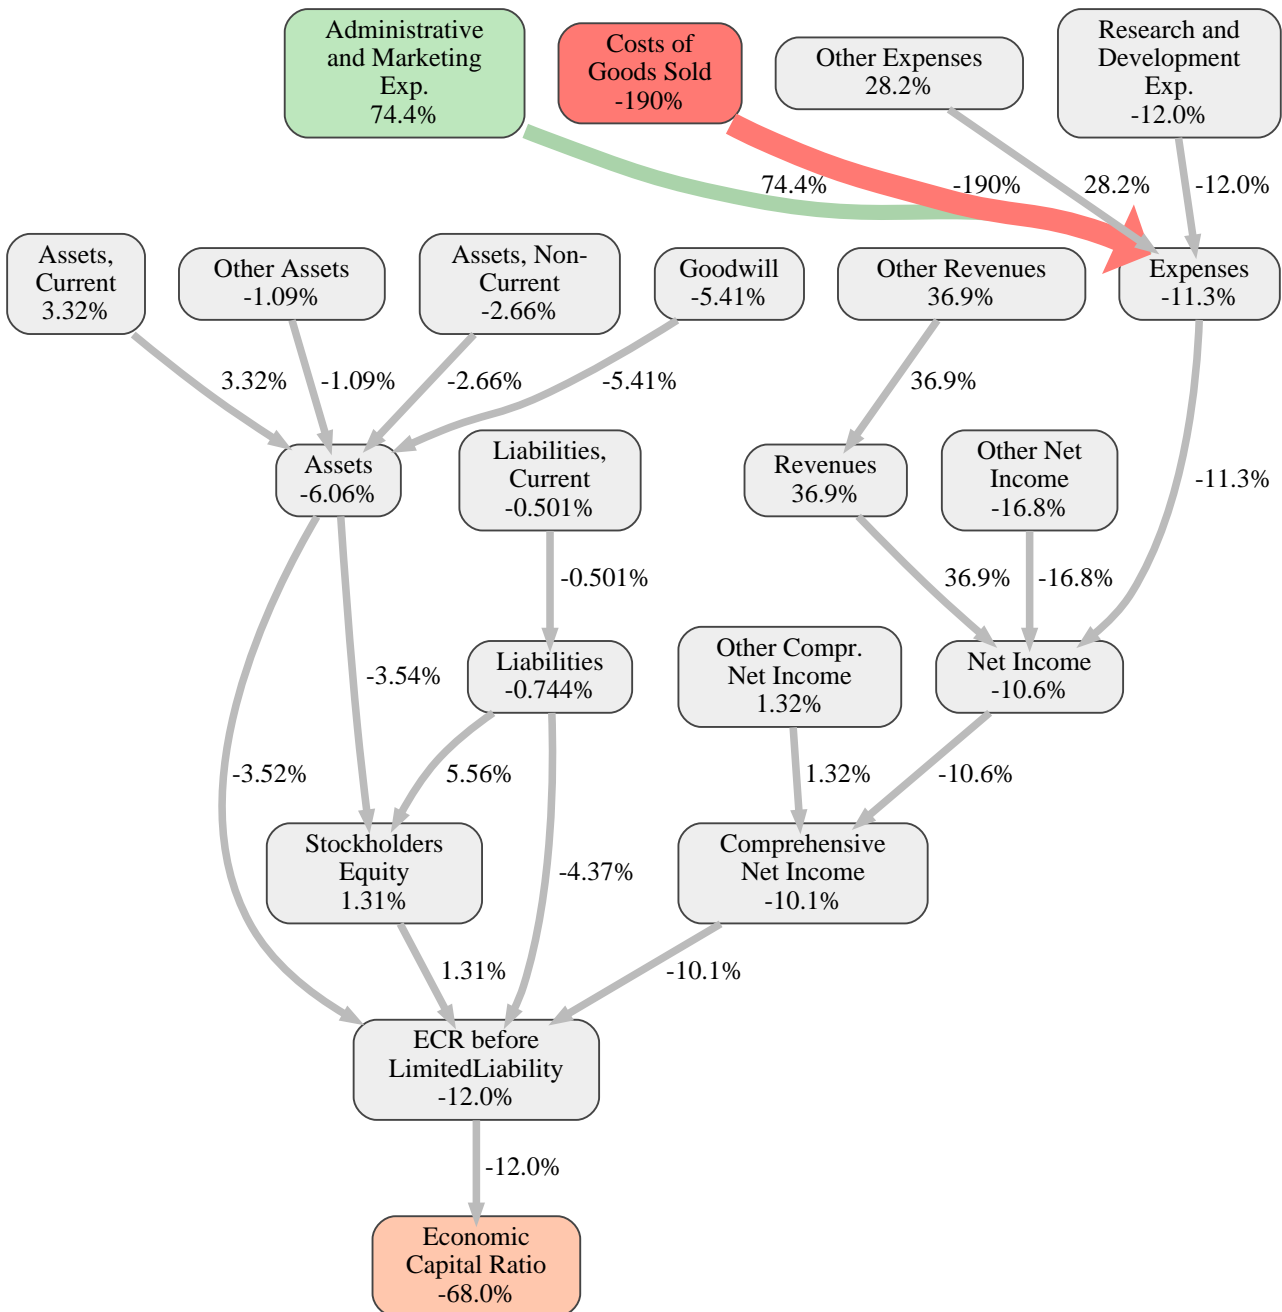 Administrative
and Marketing
Exp.
74.4%
Costs of
Goods Sold
-190%
Other Expenses
28.2%
Research and
Development
Exp.
-12.0%
74.4%
-190%
28.2%
-12.0%
Assets,
Current
3.32%
Other Assets
-1.09%
Assets, Non-
Current
-2.66%
Goodwill
-5.41%
Other Revenues
36.9%
Expenses
-11.3%
3.32%
-1.09%
-2.66%
-5.41%
36.9%
Assets
-6.06%
Liabilities,
Current
-0.501%
Revenues
36.9%
Other Net
Income
-16.8%
-11.3%
-0.501%
36.9%
-16.8%
-3.54%
Liabilities
-0.744%
Other Compr.
Net Income
1.32%
Net Income
-10.6%
-3.52%
5.56%
1.32%
-10.6%
Stockholders
Equity
1.31%
-4.37%
Comprehensive
Net Income
-10.1%
1.31%
-10.1%
ECR before
LimitedLiability
-12.0%
-12.0%
Economic
Capital Ratio
-68.0%